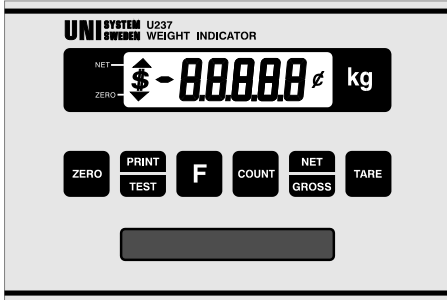 UNI SYSTEM SWEDEN U237 WEIGHT INDICATOR
NET
$ -8.8.8.8.8 ¢ kg
ZERO
ZERO PRINT TEST F COUNT NET GROSS TARE